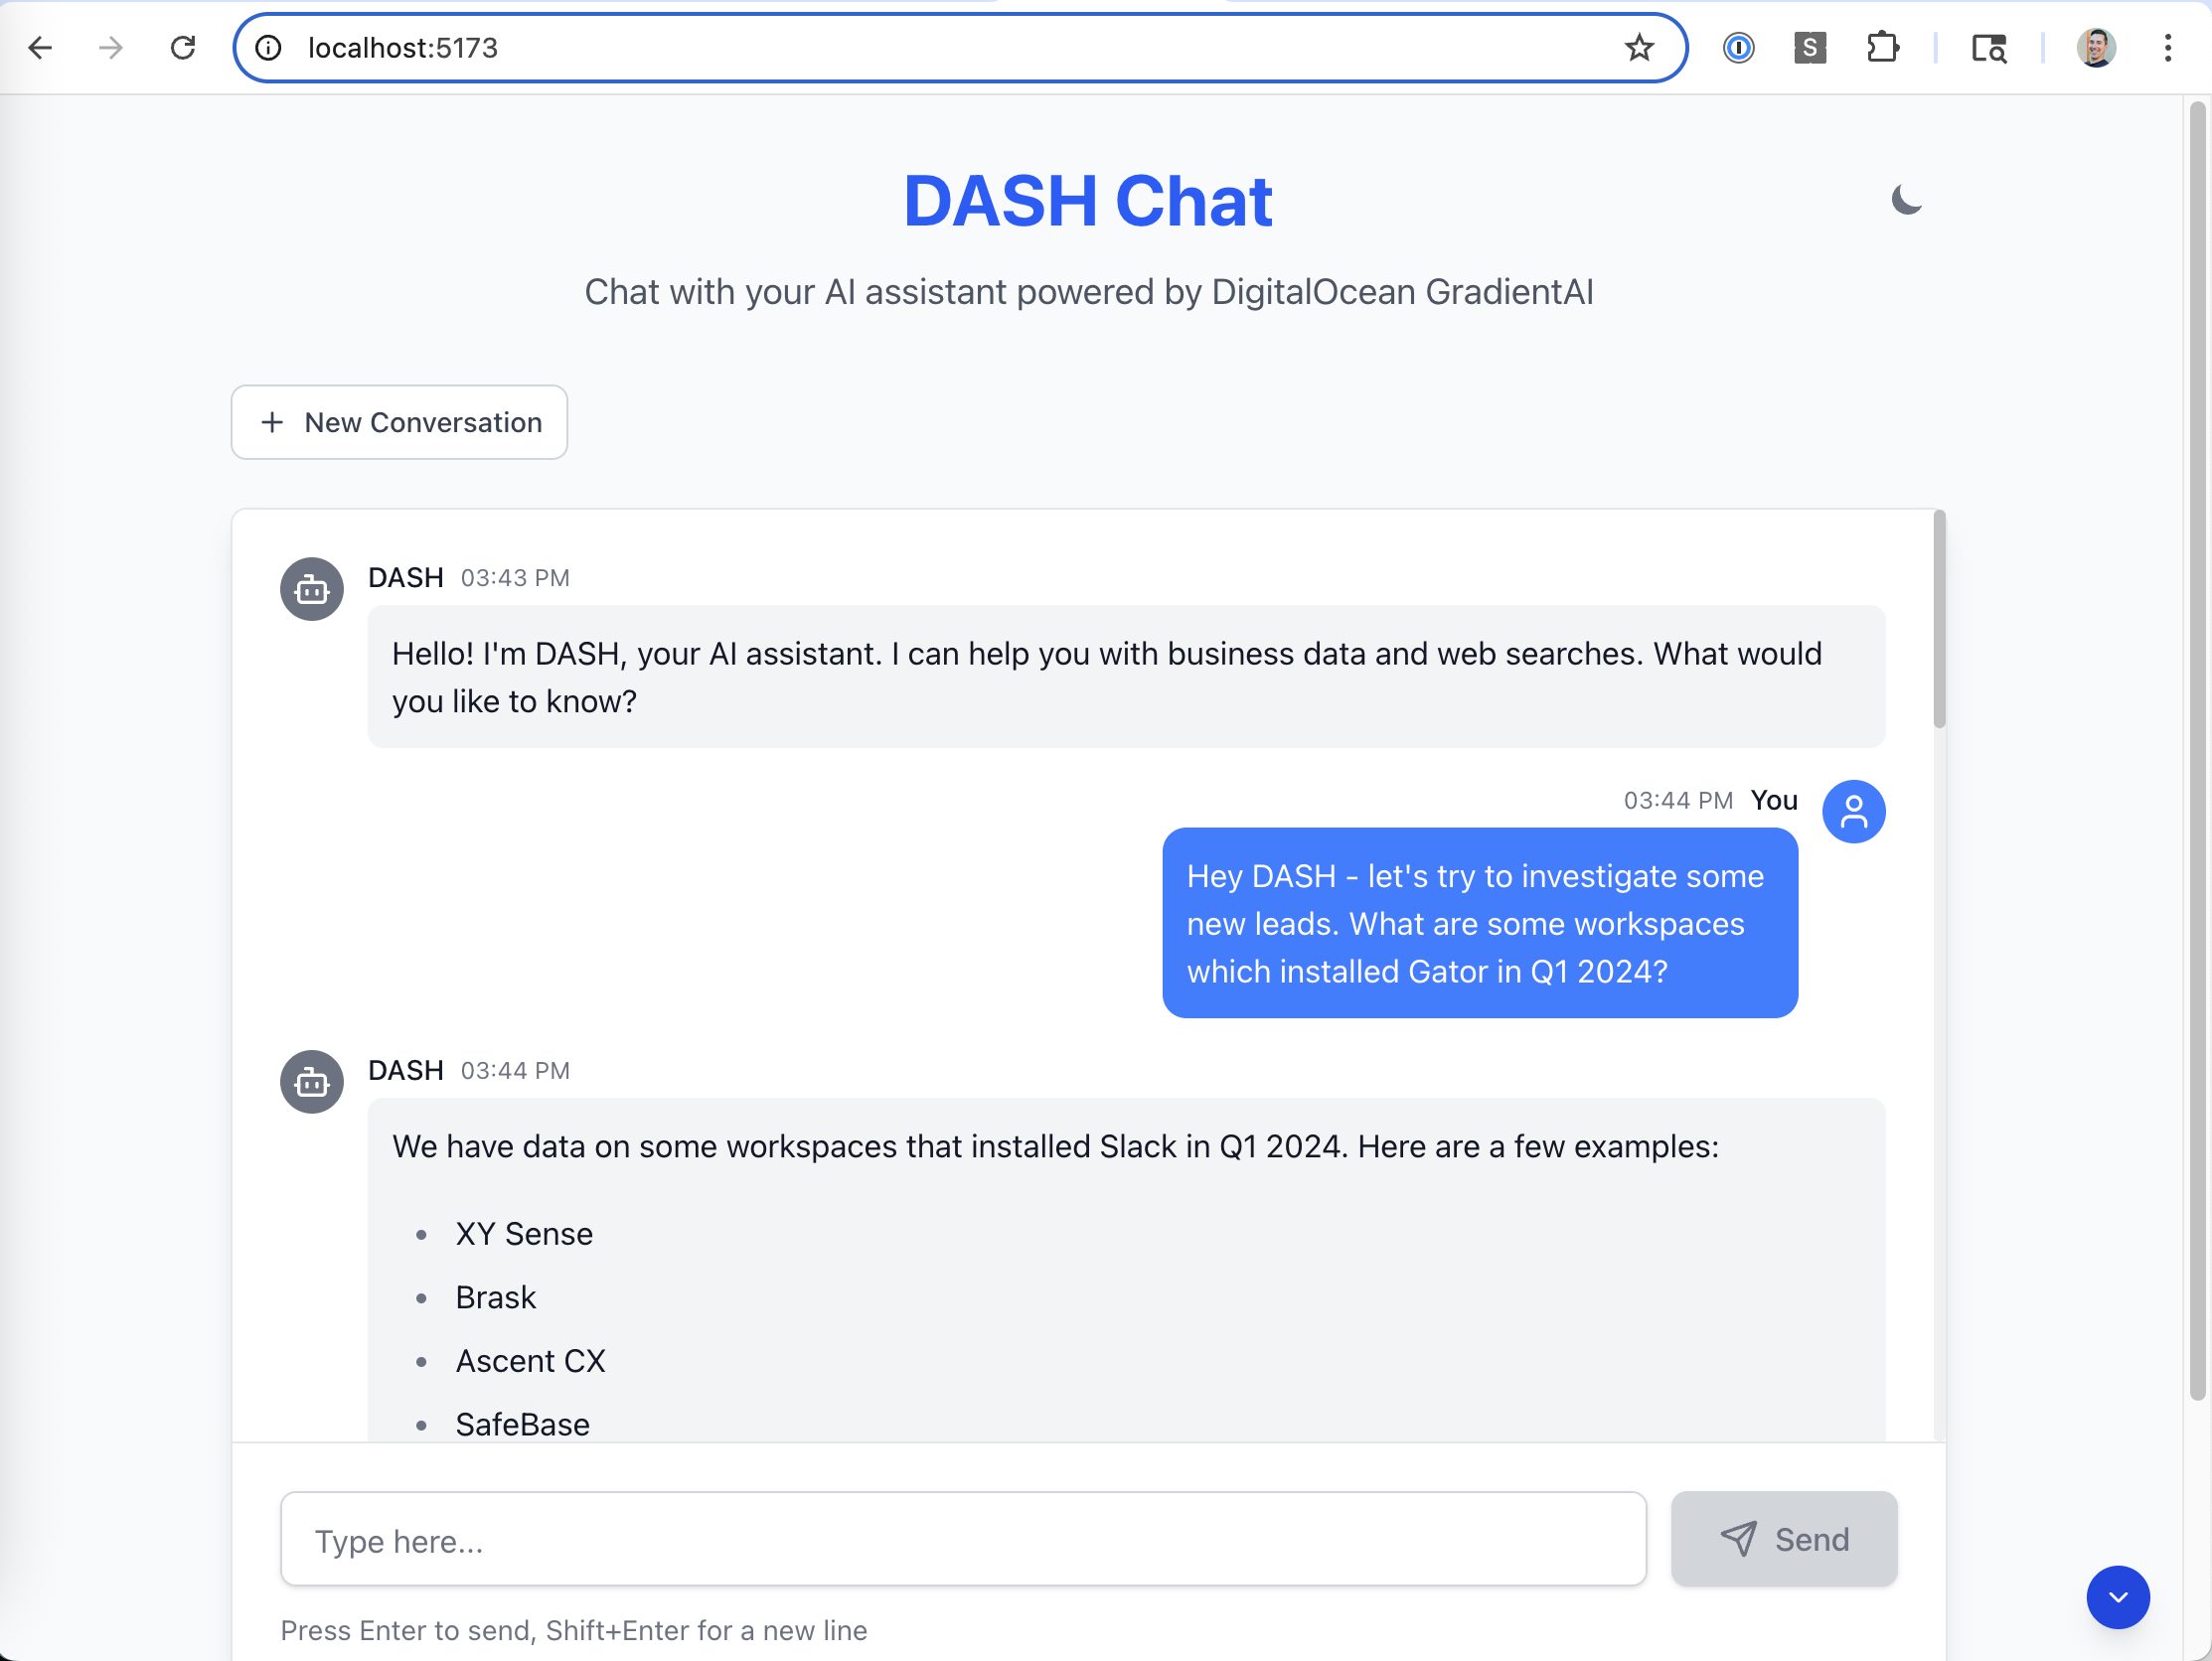 localhost:5173
S
DASH Chat
Chat with your AI assistant powered by DigitalOcean GradientAI
+ New Conversation
DASH 03:43 PM
Hello! I'm DASH, your AI assistant. I can help you with business data and web searches. What would
you like to know?
03:44 PM You
Hey DASH - let's try to investigate some
new leads. What are some workspaces
which installed Gator in Q1 2024?
DASH 03:44 PM
We have data on some workspaces that installed Slack in Q1 2024. Here are a few examples:
• XY Sense
• Brask
• Ascent CX
• SafeBase
Type here...
Send
Press Enter to send, Shift+Enter for a new line